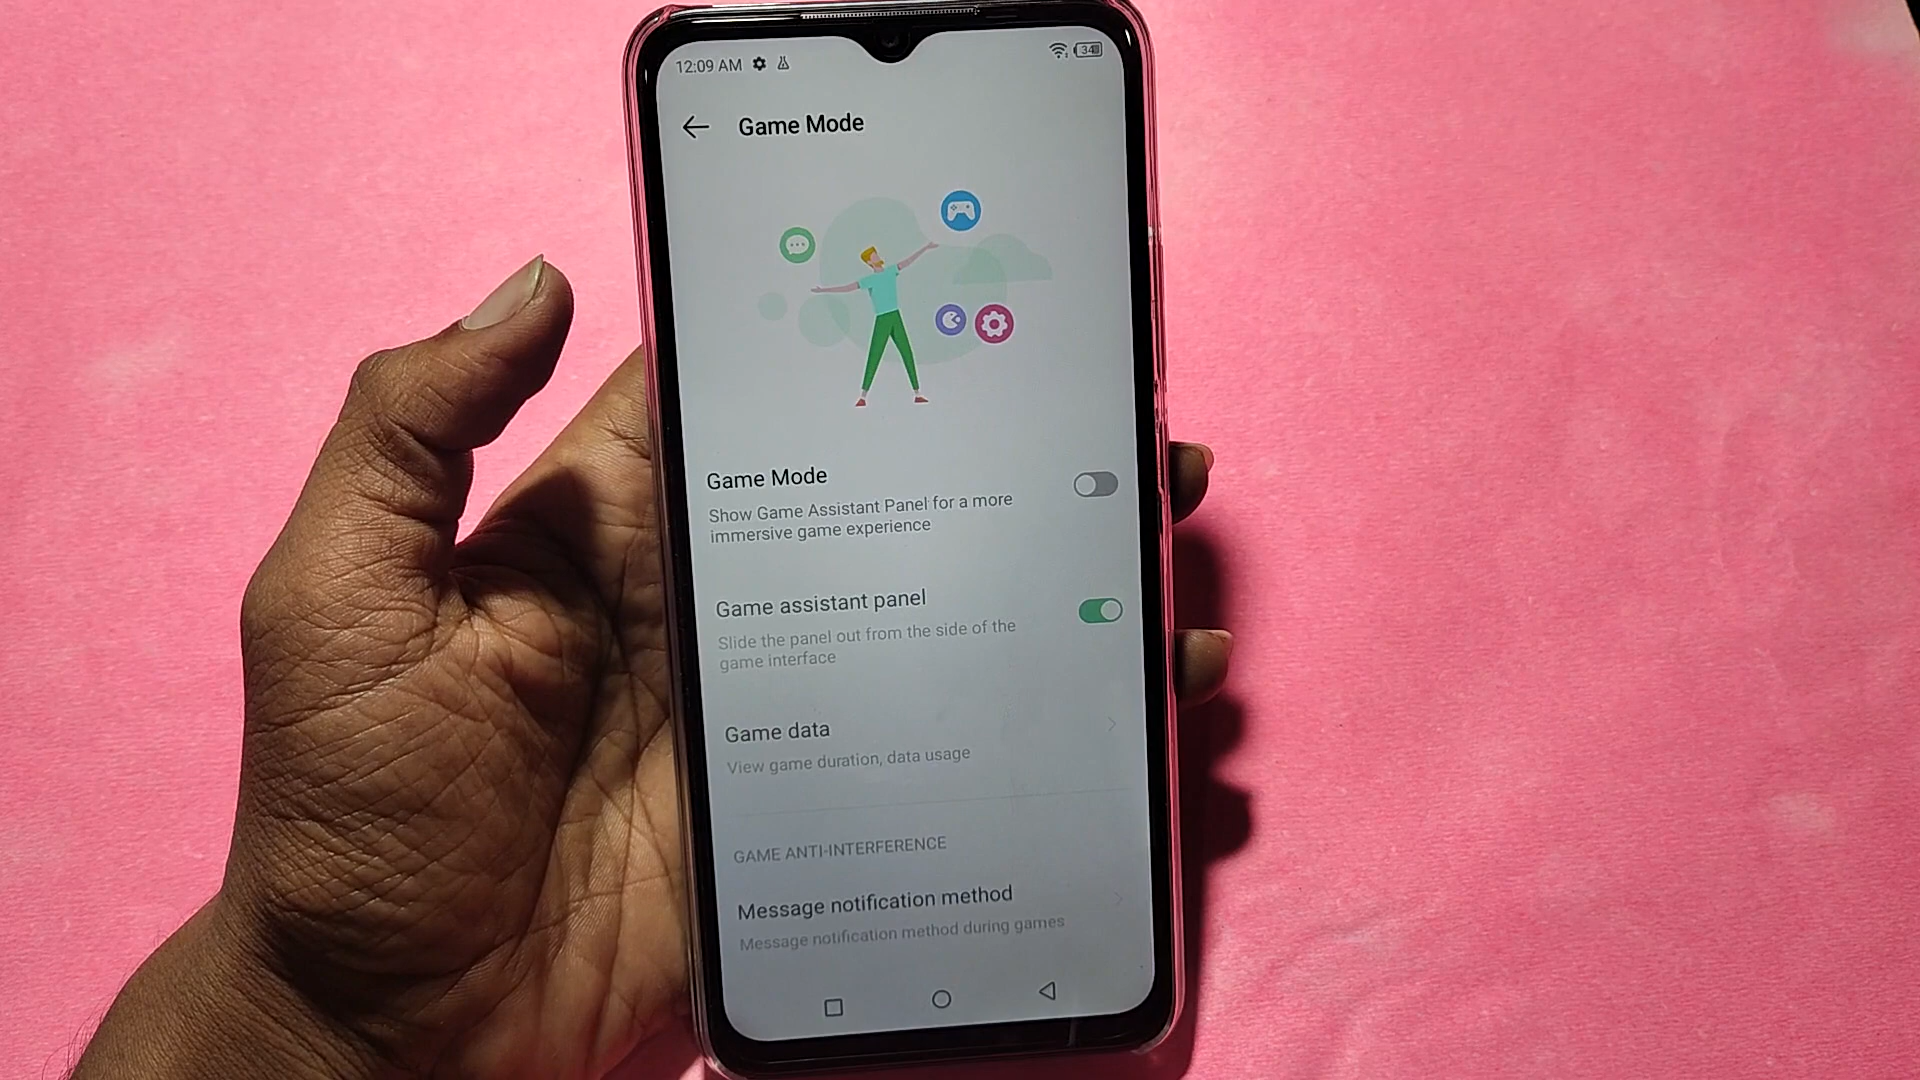 12:09 AM
34
Game Mode
Game Mode
Show Game Assistant Panel for a more
immersive game experience
Game assistant panel
Slide the panel out from the side of the
game interface
Game data
View game duration, data usage
GAME ANTI-INTERFERENCE
Message notification method
Message notification method during games